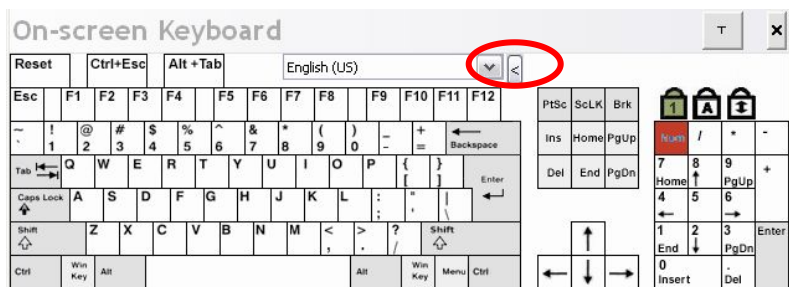 On-screen Keyboard T ×
Reset Ctrl+Esc Alt +Tab English (US) <
Esc F1 F2 F3 F4 F5 F6 F7 F8 F9 F10 F11 F12 PtSc ScLK Brk 1 A
~ ! @ # $ % ^ & * ( ) _ +
` 1 2 3 4 5 6 7 8 9 0 - = Backspace Ins Home PgUp Num / * -
Tab Q W E R T Y U I O P { }
[ ] Enter Del End PgDn 7 8 9 +
Home PgUp
Caps Lock A S D F G H J K L : " |
; ' \ 4 5 6
Shift Z X C V B N M < > ? Shift
, . / 1 2 3 Enter
End PgDn
Ctrl Win Key Alt Alt Win Key Menu Ctrl 0 .
Insert Del